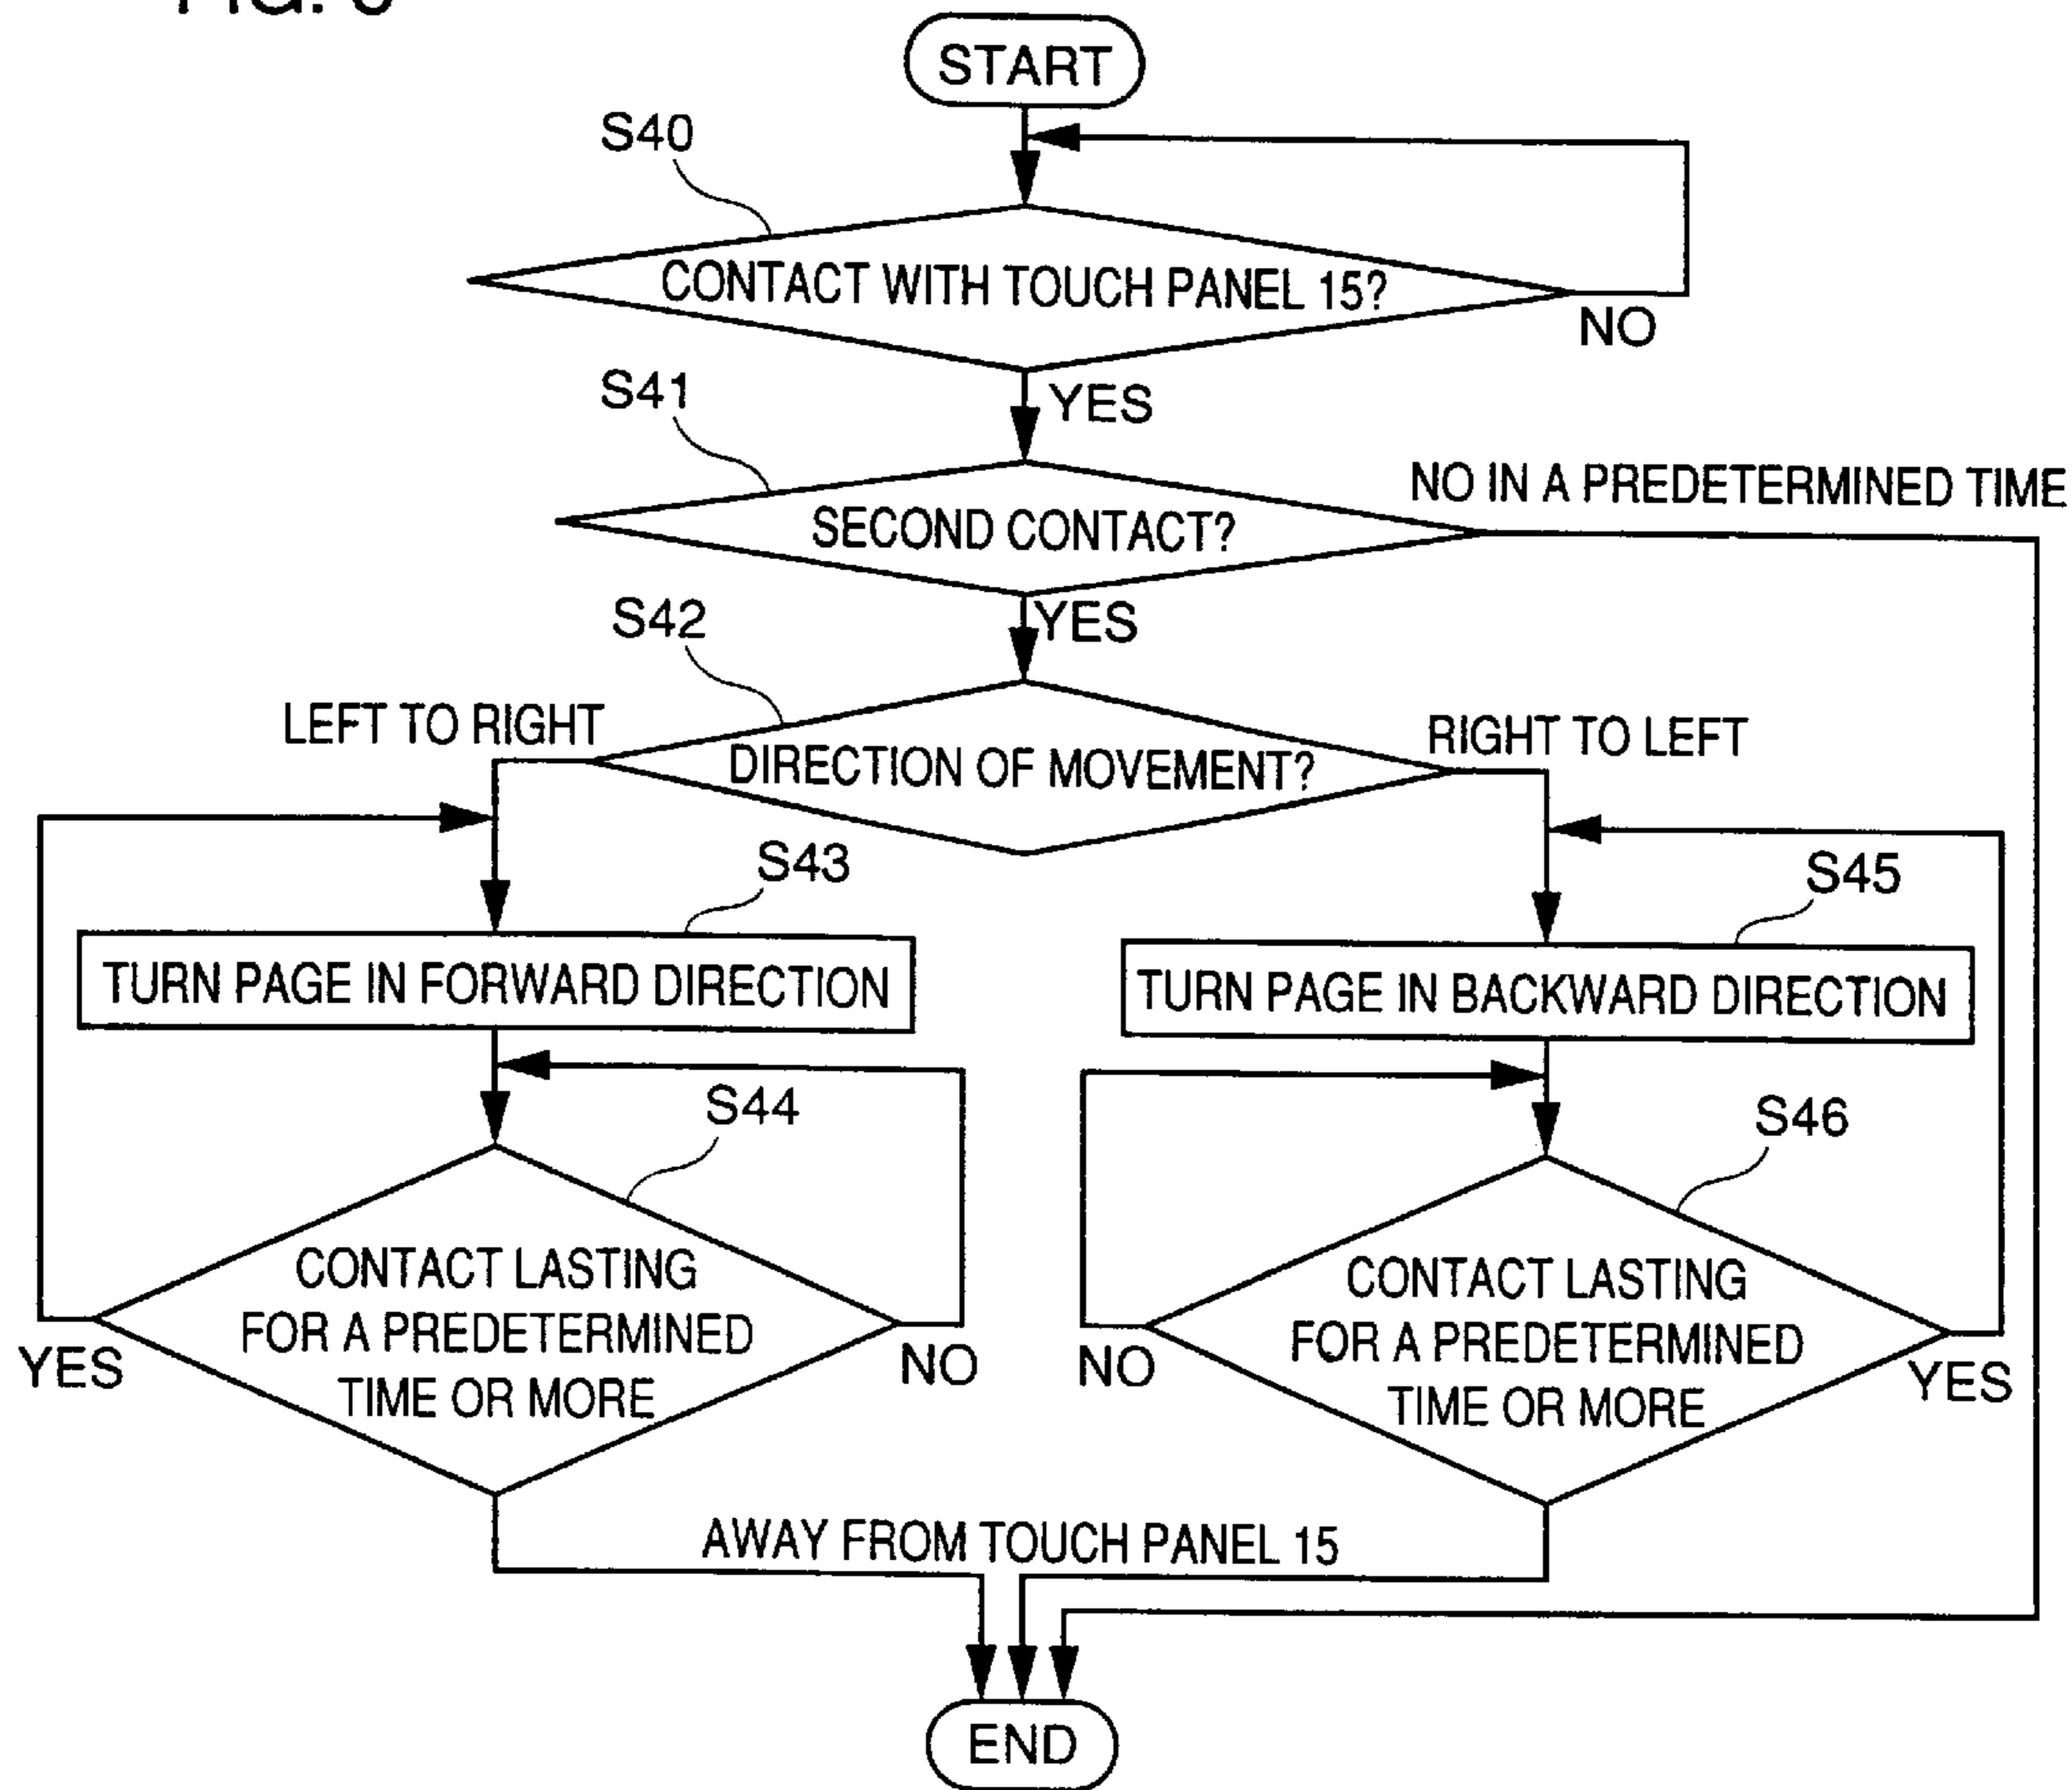 START
S40
CONTACT WITH TOUCH PANEL 15?
NO
YES
S41
SECOND CONTACT?
NO IN A PREDETERMINED TIME
YES
S42
DIRECTION OF MOVEMENT?
LEFT TO RIGHT
RIGHT TO LEFT
S43
TURN PAGE IN FORWARD DIRECTION
S45
TURN PAGE IN BACKWARD DIRECTION
S44
CONTACT LASTING
FOR A PREDETERMINED
TIME OR MORE
YES
NO
S46
CONTACT LASTING
FOR A PREDETERMINED
TIME OR MORE
NO
YES
AWAY FROM TOUCH PANEL 15
END